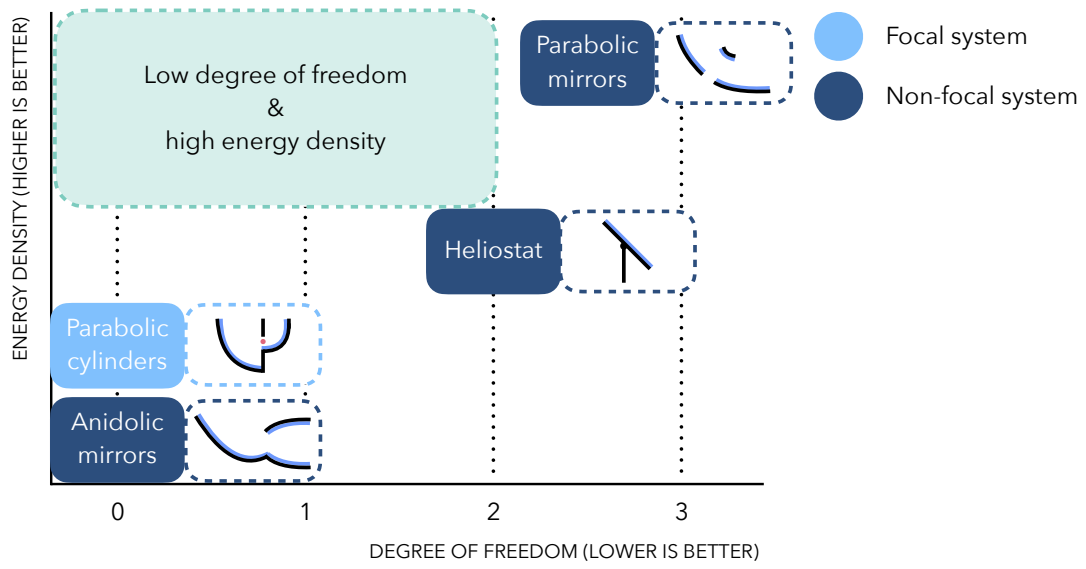 ENERGY DENSITY (HIGHER IS BETTER)
Low degree of freedom
&
high energy density
Parabolic
mirrors
Focal system
Non-focal system
Heliostat
Parabolic
cylinders
Anidolic
mirrors
0
1
2
3
DEGREE OF FREEDOM (LOWER IS BETTER)